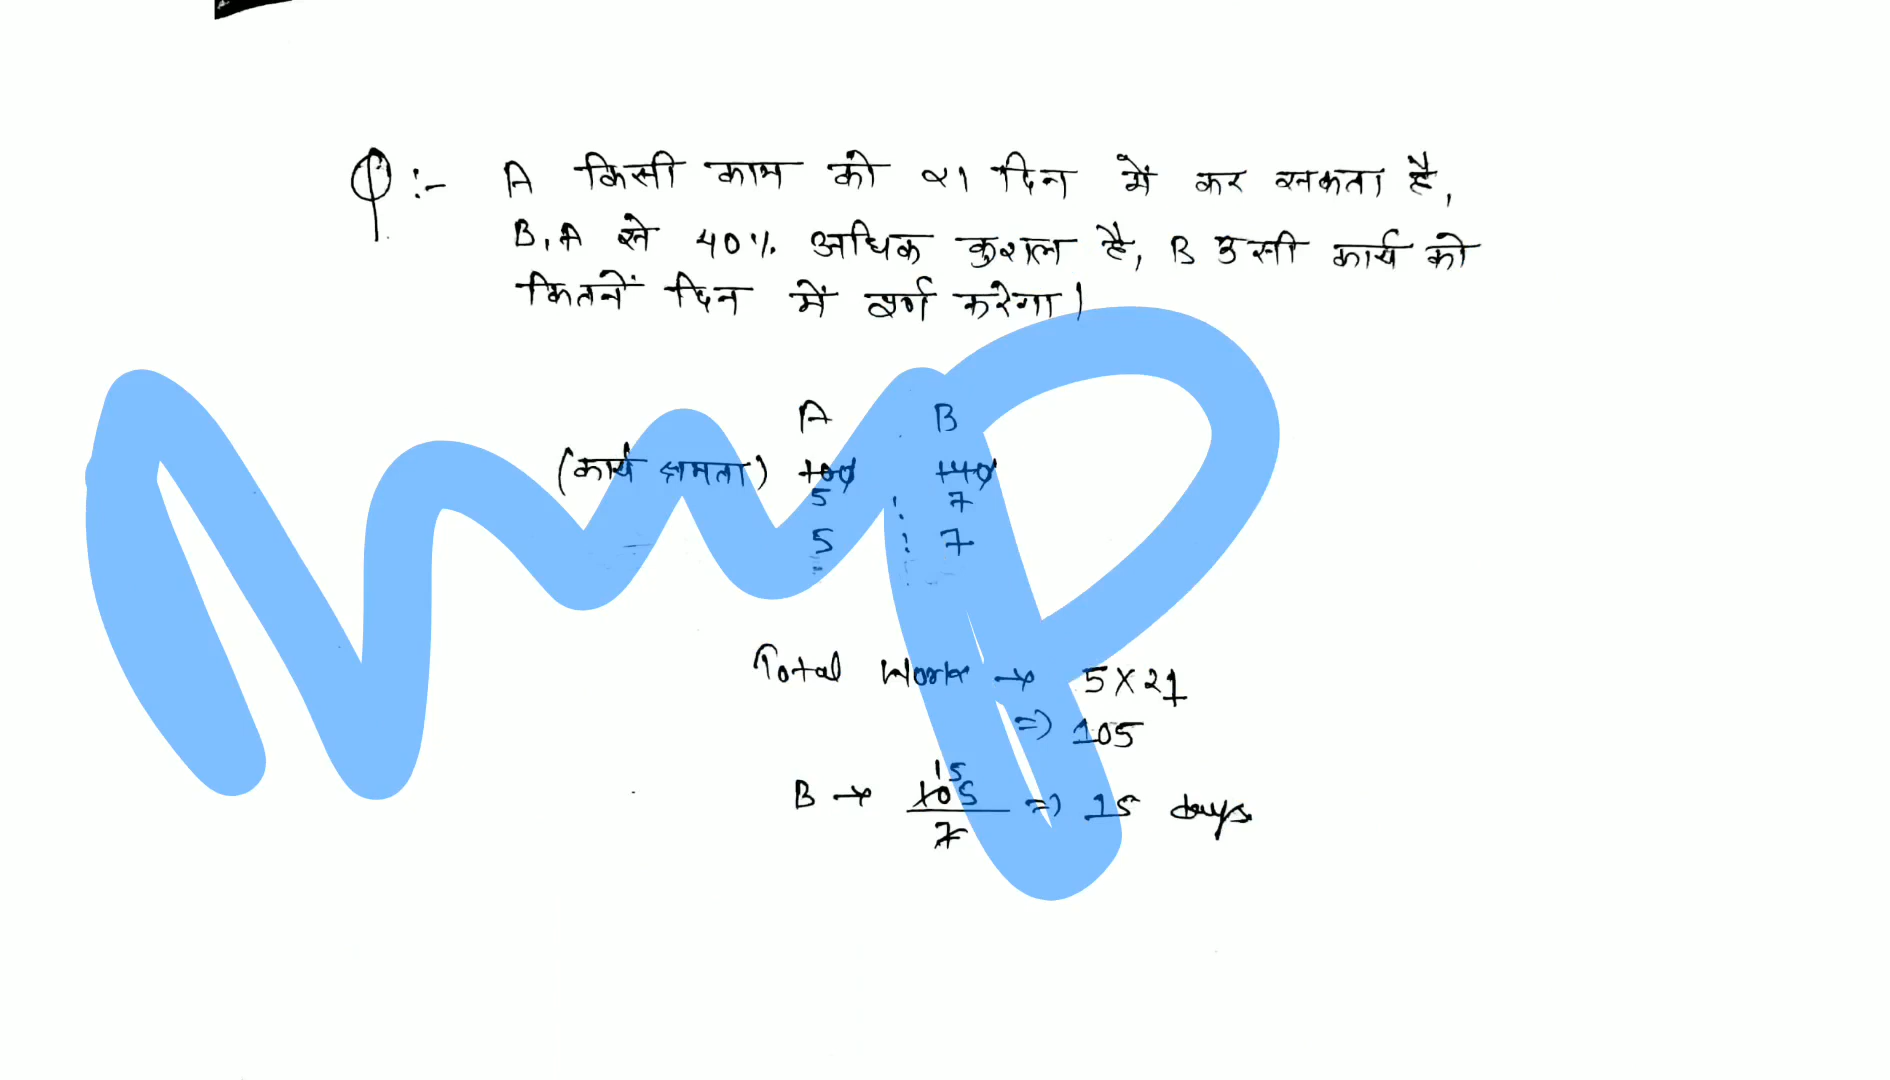 Q:- A किसी काम को २१ दिन में कर सकता है,
B, A से 40% अधिक कुशल है, B उसी कार्य को
कितनें दिन में पूर्ण करेगा।
A B
(कार्य क्षमता) 100 140
5 : 7
5 : 7
Total Work → 5 X 21
=> 105
15
B → 105/7 => 15 days